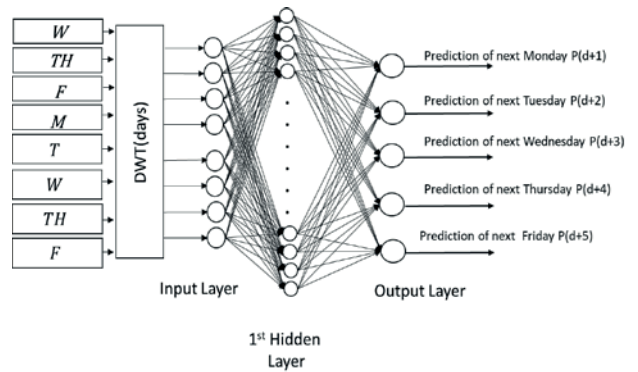 W
TH
F
M
T
W
TH
F
DWT(days)
Prediction of next Monday P(d+1)
Prediction of next Tuesday P(d+2)
Prediction of next Wednesday P(d+3)
Prediction of next Thursday P(d+4)
Prediction of next Friday P(d+5)
Input Layer
Output Layer
1st Hidden
Layer